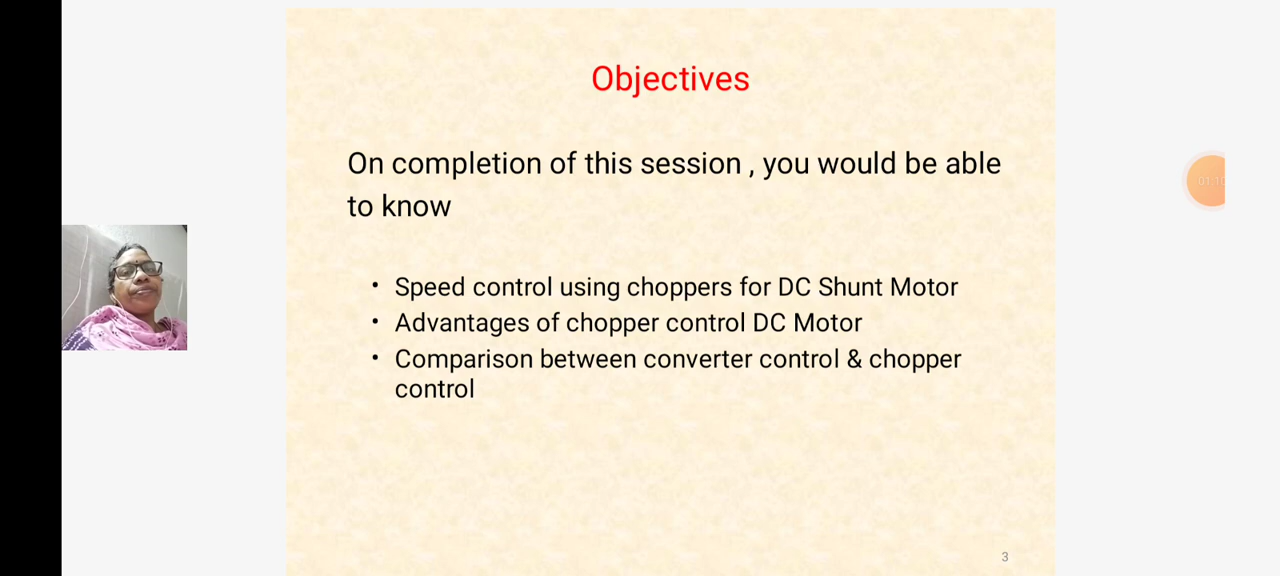 Objectives
On completion of this session , you would be able
to know
• Speed control using choppers for DC Shunt Motor
• Advantages of chopper control DC Motor
• Comparison between converter control & chopper
control
3